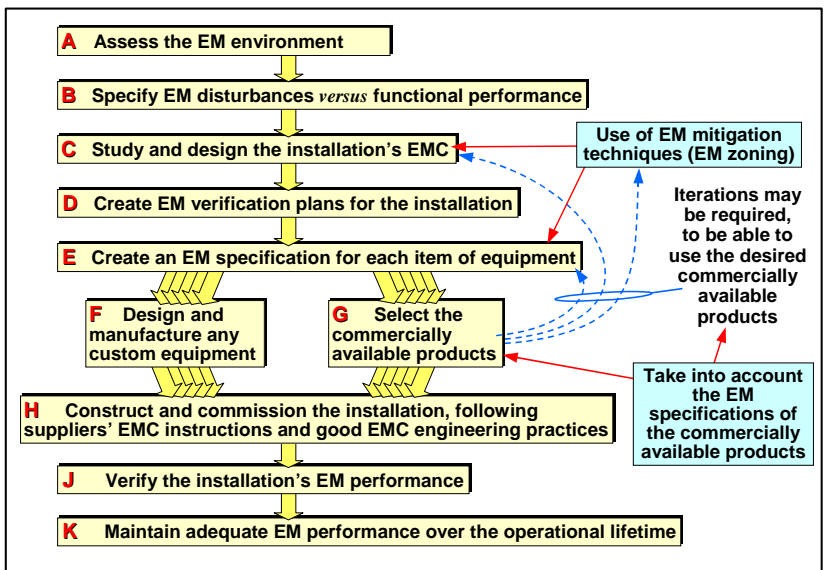 A Assess the EM environment
B Specify EM disturbances versus functional performance
C Study and design the installation's EMC
Use of EM mitigation
techniques (EM zoning)
D Create EM verification plans for the installation
Iterations may
be required,
to be able to
use the desired
commercially
available
products
E Create an EM specification for each item of equipment
F Design and
manufacture any
custom equipment
G Select the
commercially
available products
Take into account
the EM
specifications of
the commercially
available products
H Construct and commission the installation, following
suppliers' EMC instructions and good EMC engineering practices
J Verify the installation's EM performance
K Maintain adequate EM performance over the operational lifetime